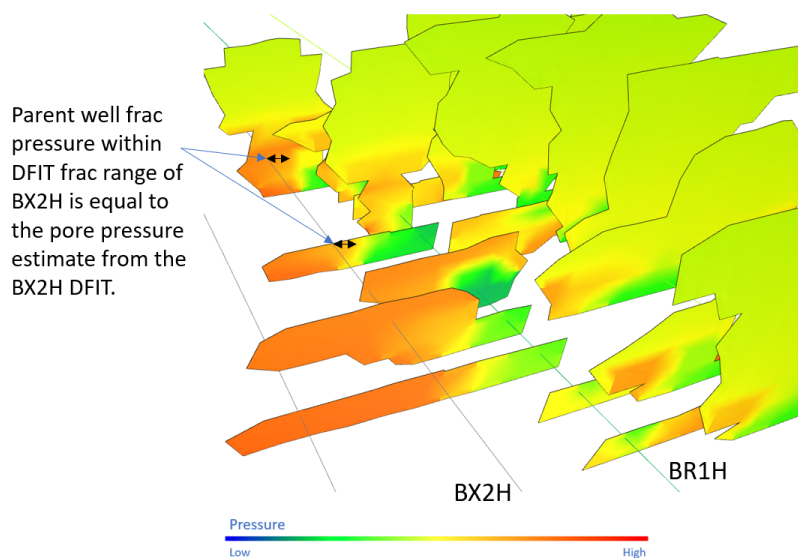 Parent well frac
pressure within
DFIT frac range of
BX2H is equal to
the pore pressure
estimate from the
BX2H DFIT.
BR1H
BX2H
Pressure
Low
High